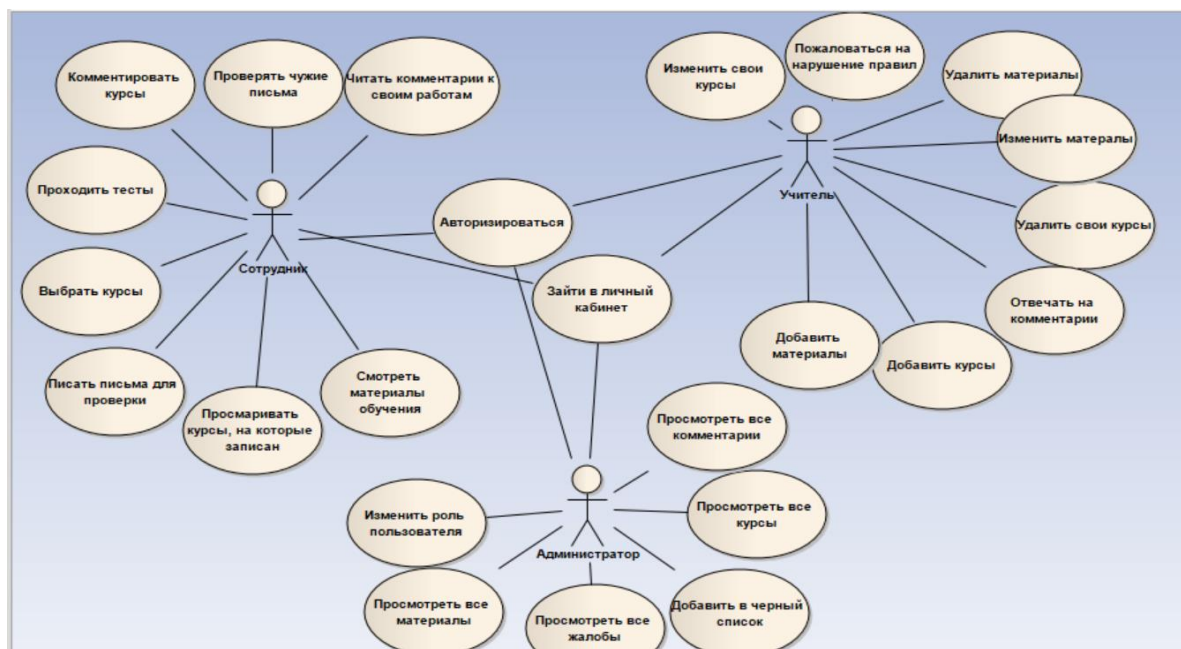 Комментировать
курсы
Проверять чужие
письма
Читать комментарии к
своим работам
Изменить свои
курсы
Пожаловаться на
нарушение правил
Удалить материалы
Изменить матералы
Проходить тесты
Авторизироваться
Учитель
Удалить свои курсы
Сотрудник
Выбрать курсы
Зайти в личный
кабинет
Отвечать на
комментарии
Добавить
материалы
Добавить курсы
Писать письма для
проверки
Просмаривать
курсы, на которые
записан
Смотреть
материалы
обучения
Просмотреть все
комментарии
Изменить роль
пользователя
Просмотреть все
курсы
Администратор
Просмотреть все
материалы
Просмотреть все
жалобы
Добавить в черный
список